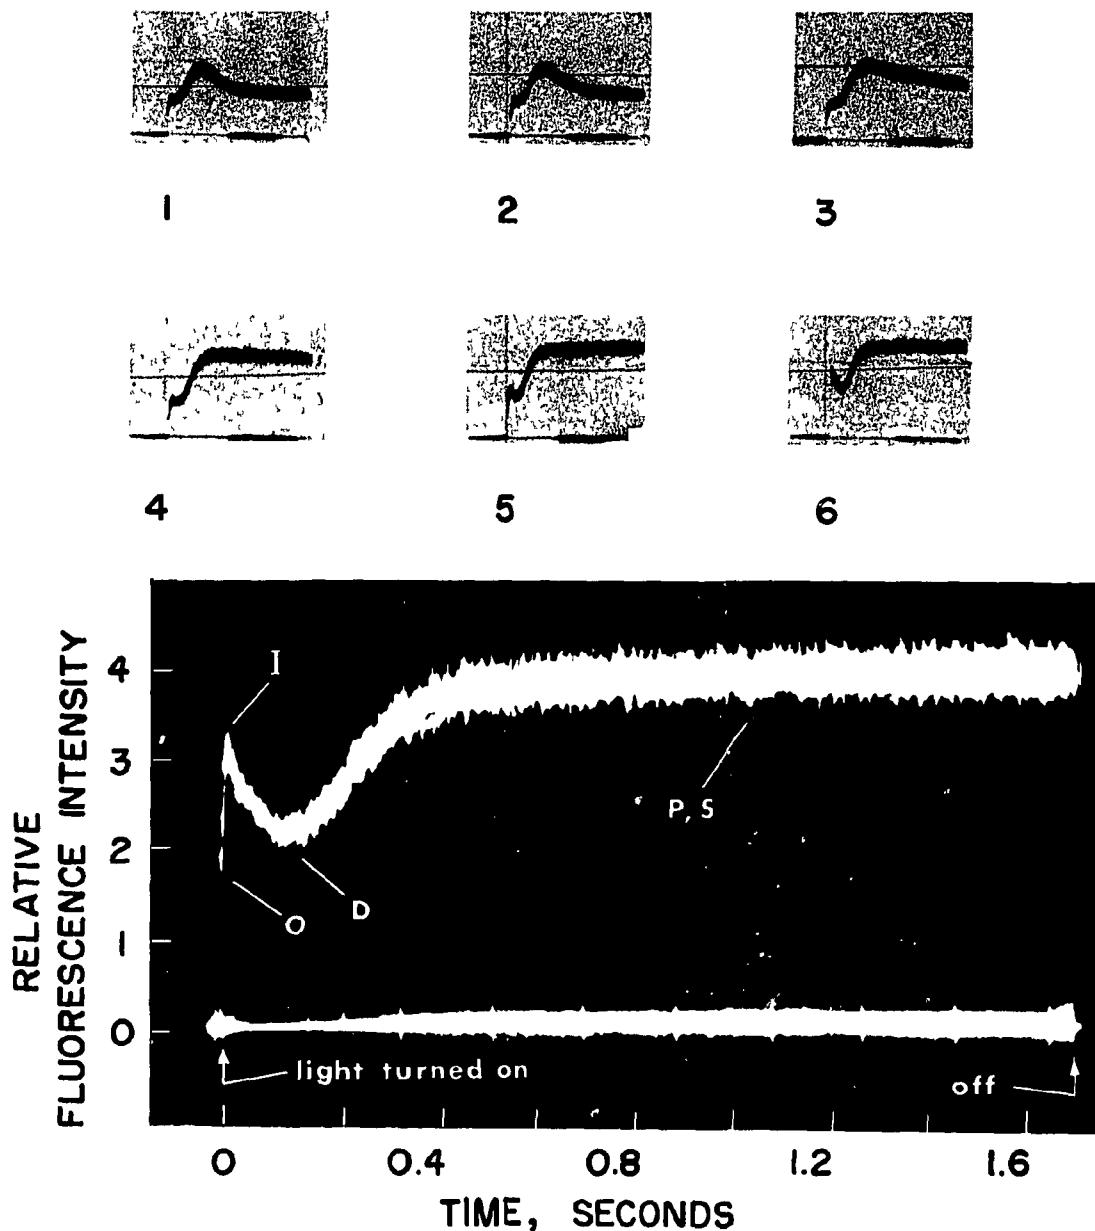 1 2 3
4 5 6
RELATIVE
FLUORESCENCE INTENSITY
4
3
2
1
0
I
O
D
P, S
light turned on
off
0 0.4 0.8 1.2 1.6
TIME, SECONDS